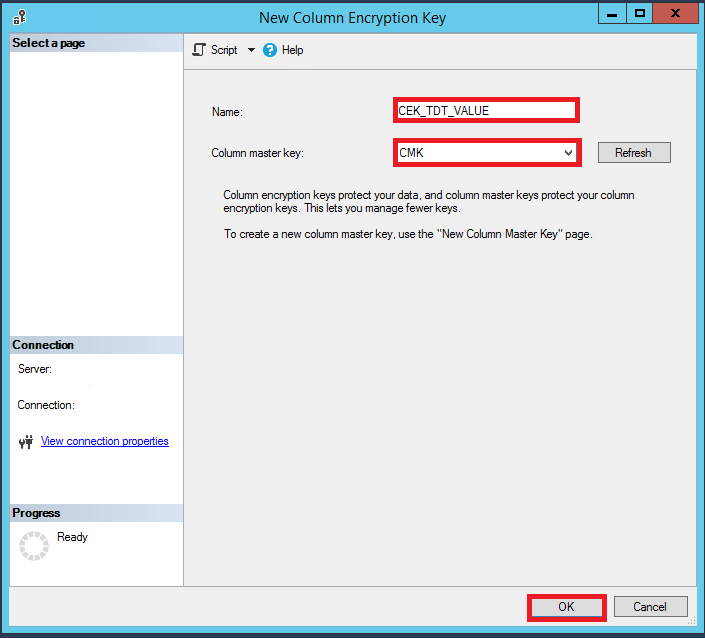 New Column Encryption Key
Select a page
Script
Help
Name:
CEK_TDT_VALUE
Column master key:
CMK
Refresh
Column encryption keys protect your data, and column master keys protect your column
encryption keys. This lets you manage fewer keys.
To create a new column master key, use the "New Column Master Key" page.
Connection
Server:
Connection:
View connection properties
Progress
Ready
OK
Cancel